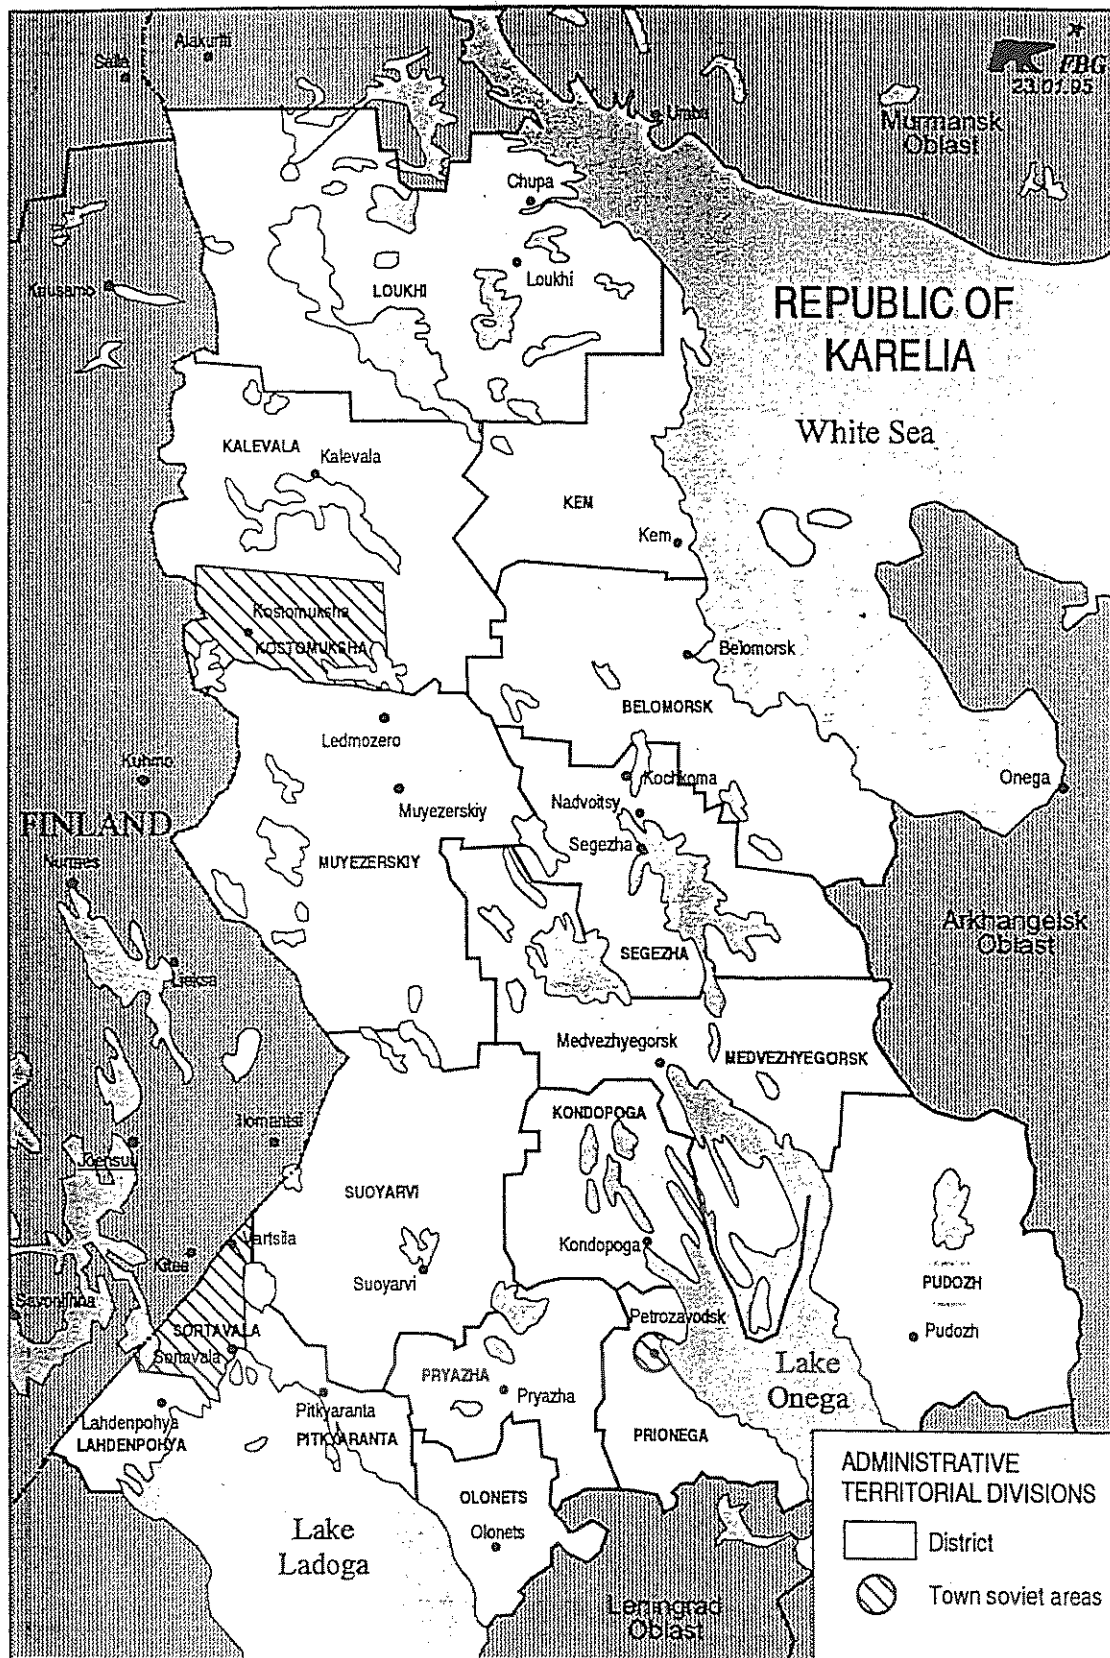 Alakurtti
Salla
FBG
23.01.95
Umba
Murmansk
Oblast
Chupa
Kuusamo
LOUKHI
Loukhi
REPUBLIC OF
KARELIA
White Sea
KALEVALA
Kalevala
KEM
Kem
Kostomuksha
KOSTOMUKSHA
Belomorsk
BELOMORSK
Ledmozero
Kuhmo
Kochkoma
Onega
Muyezerskiy
Nadvoitsy
FINLAND
Segezha
MUYEZERSKIY
Nurmes
Arkhangelsk
Oblast
SEGEZHA
Lieksa
Medvezhyegorsk
MEDVEZHYEGORSK
KONDOPOGA
Ilomantsi
Joensuu
SUOYARVI
Vartsila
Kondopoga
Kitee
Suoyarvi
PUDOZH
Savonlinna
Petrozavodsk
SORTAVALA
Pudozh
Sortavala
Lake
Onega
PRYAZHA
Pryazha
Pitkyaranta
Lahdenpohya
LAHDENPOHYA
PITKYARANTA
PRIONEGA
ADMINISTRATIVE
TERRITORIAL DIVISIONS
OLONETS
Olonets
Lake
Ladoga
District
Town soviet areas
Leningrad
Oblast